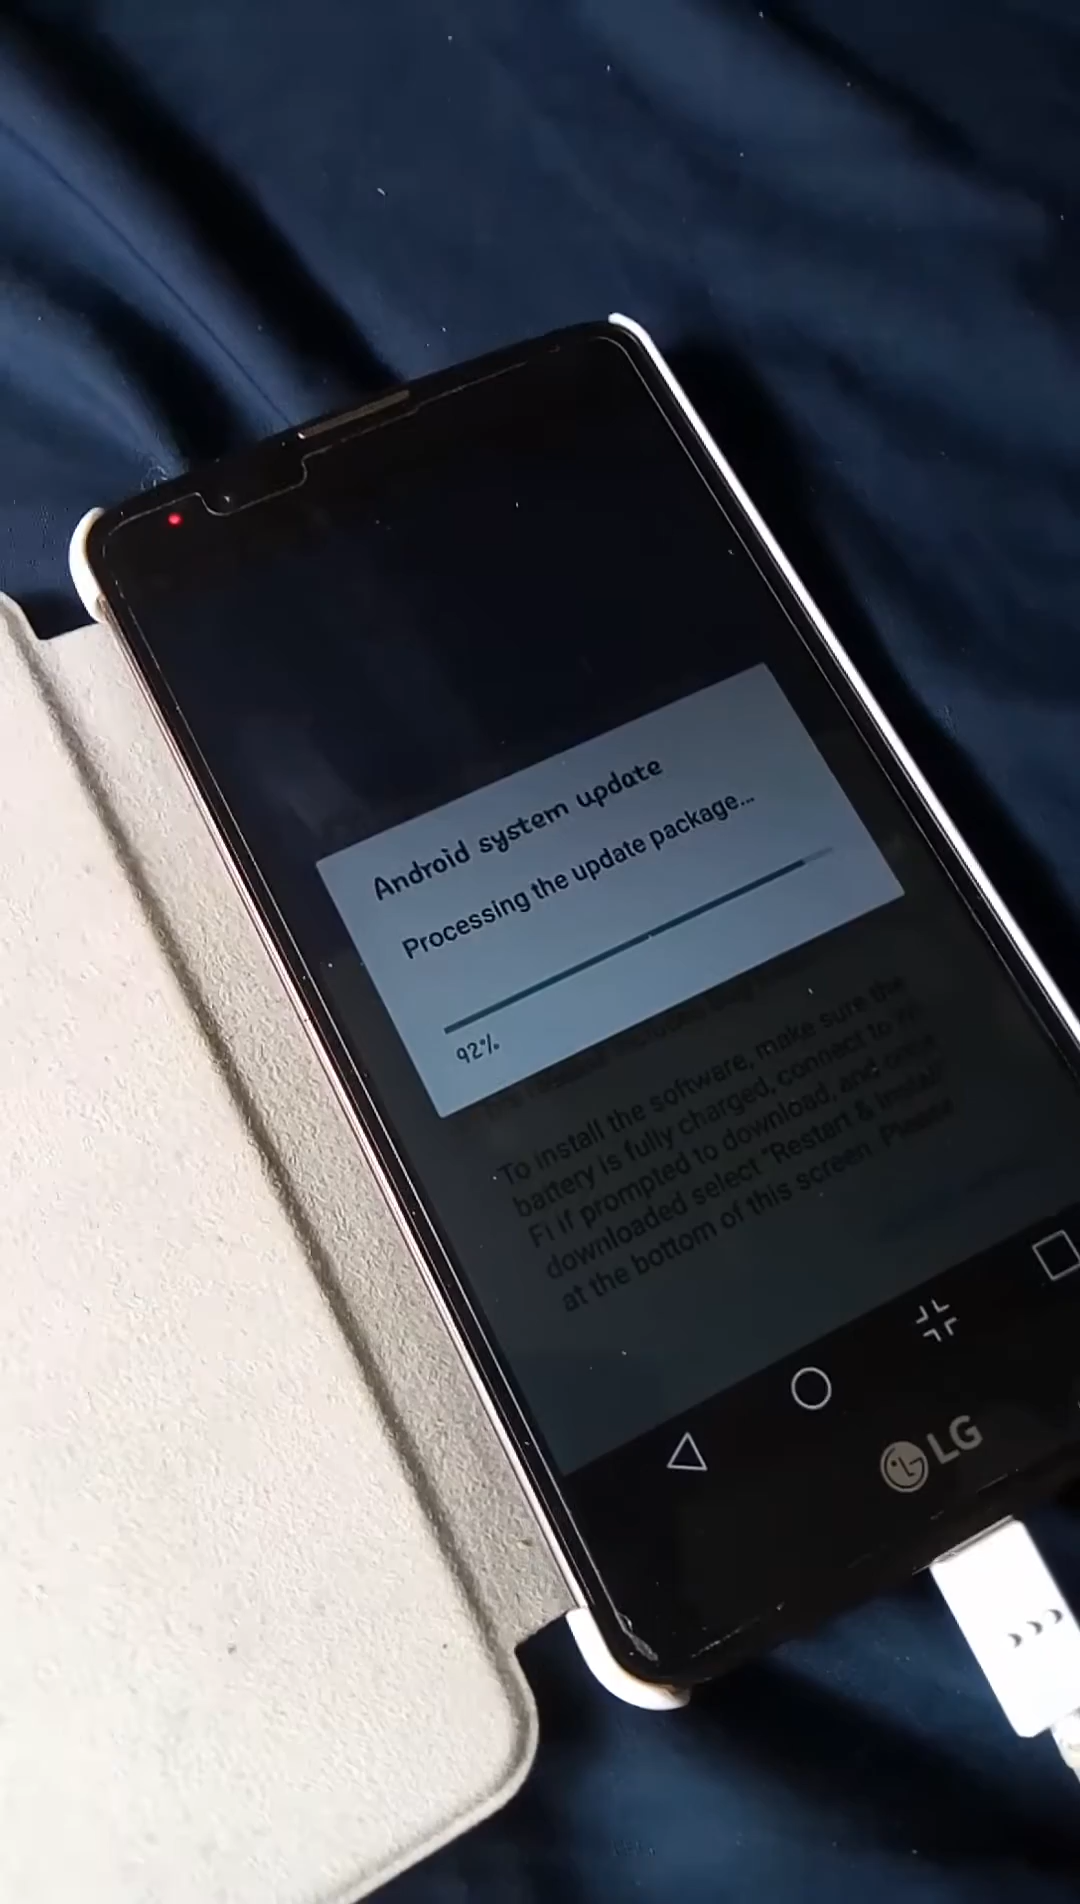 Android system update
Processing the update package...
92%
To install the software, make sure the
battery is fully charged, connect to Wi-
Fi if prompted to download, and once
downloaded select "Restart & Install"
at the bottom of this screen. Please
LG